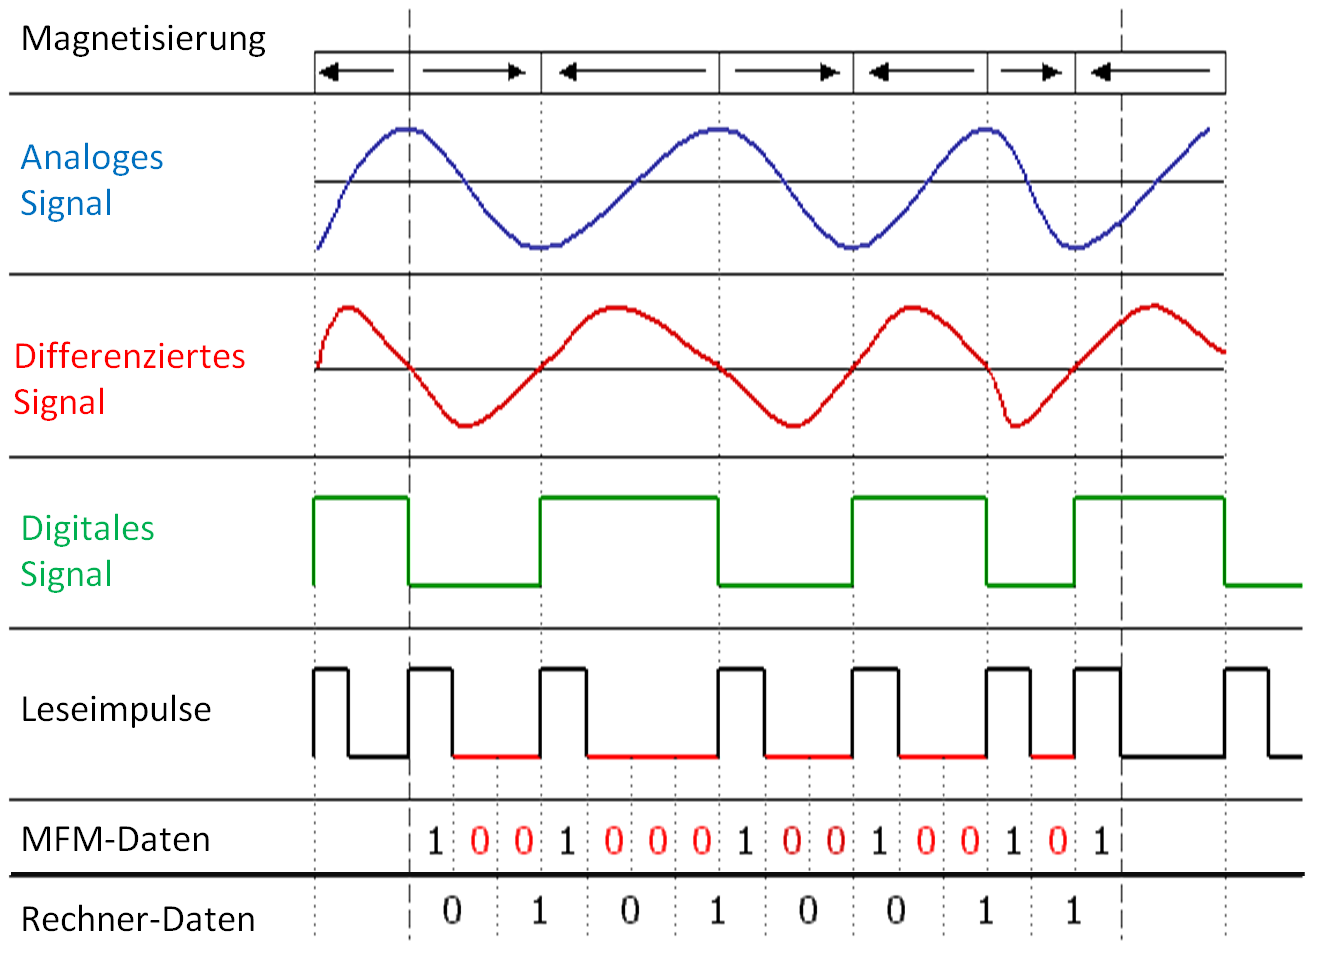 Magnetisierung
Analoges
Signal
Differenziertes
Signal
Digitales
Signal
Leseimpulse
MFM-Daten 1 0 0 1 0 0 0 1 0 0 1 0 0 1 0 1
Rechner-Daten 0 1 0 1 0 0 1 1